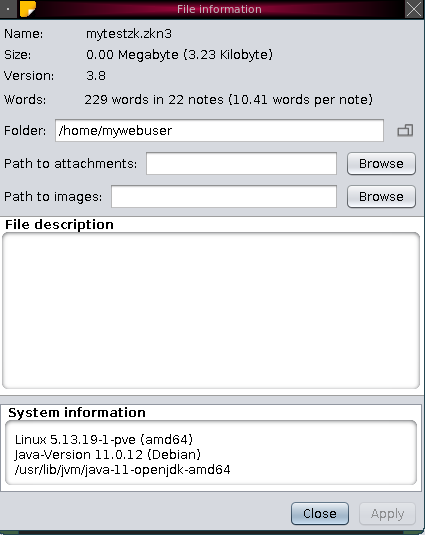 File information
Name: mytestzk.zkn3
Size: 0.00 Megabyte (3.23 Kilobyte)
Version: 3.8
Words: 229 words in 22 notes (10.41 words per note)
Folder: /home/mywebuser
Path to attachments: Browse
Path to images: Browse
File description
System information
Linux 5.13.19-1-pve (amd64)
Java-Version 11.0.12 (Debian)
/usr/lib/jvm/java-11-openjdk-amd64
Close Apply